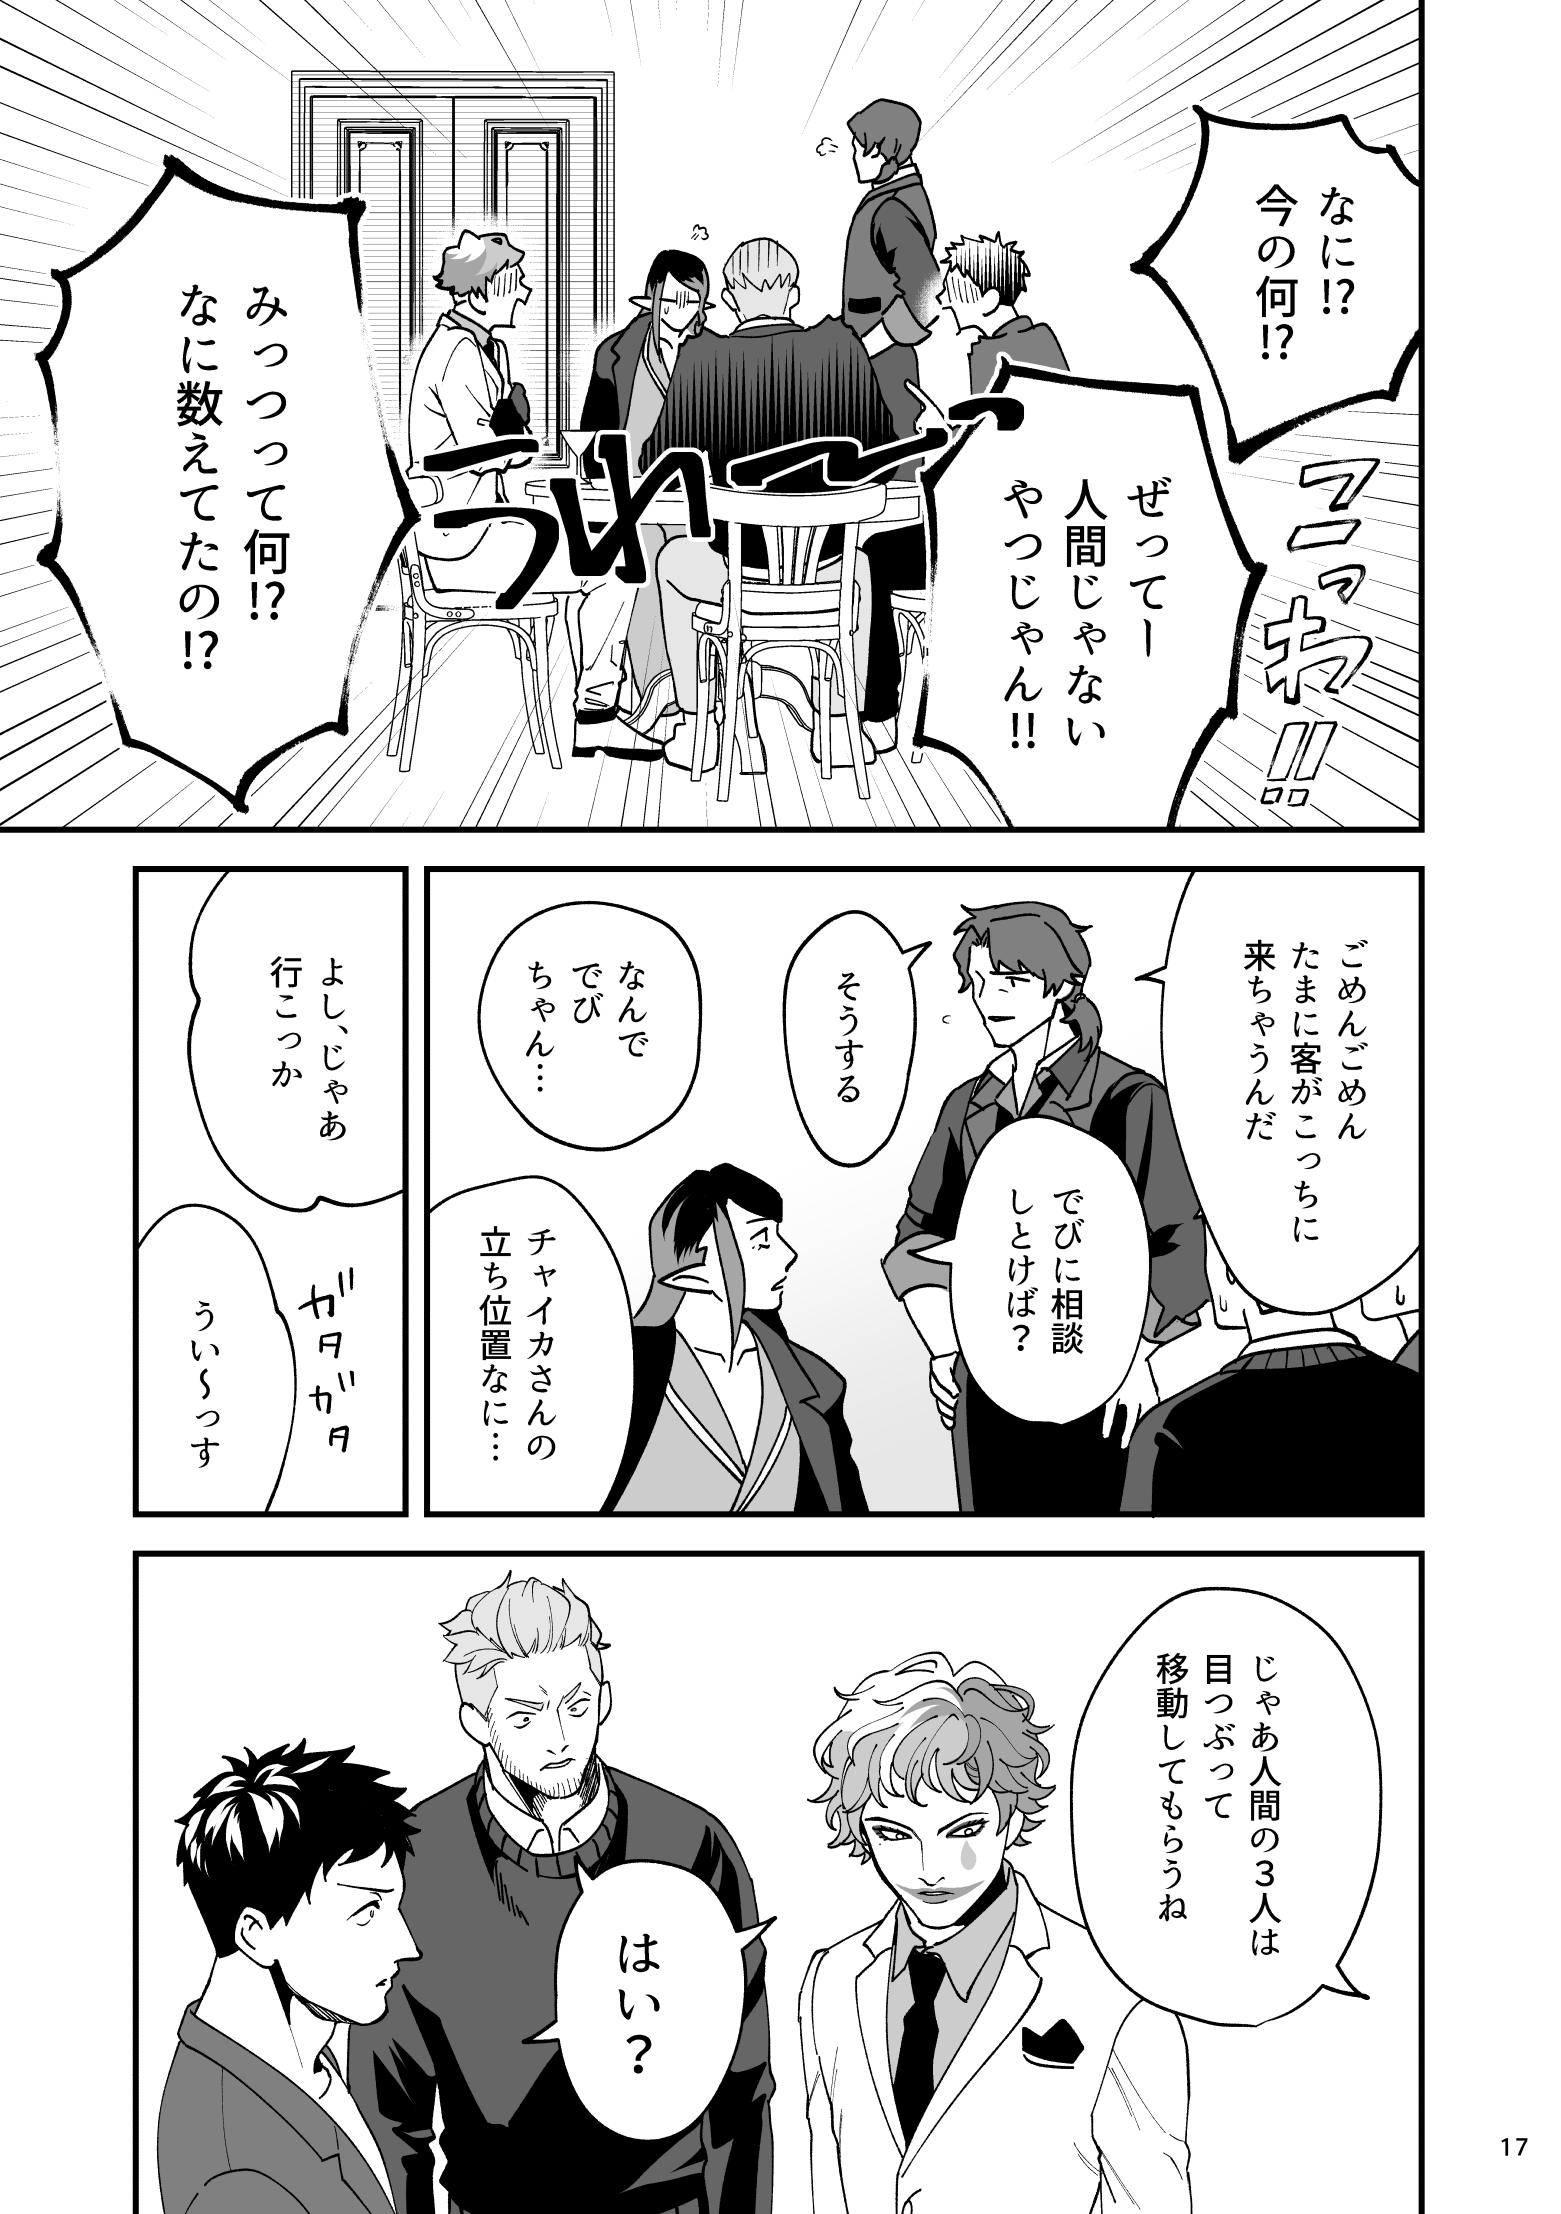 なに!?
今の何!?
コワッ!!
ぜってー
人間じゃない
やつじゃん!!
うわーっ
みっつって何!?
なに数えてたの!?
ごめんごめん
たまに客がこっちに
来ちゃうんだ
でびに相談
しとけば?
そうする
なんで
でび
ちゃん…
チャイカさんの
立ち位置なに…
よし、じゃあ
行こっか
ガタガタ
うぃ〜っす
じゃあ人間の3人は
目つぶって
移動してもらうね
はい?
17